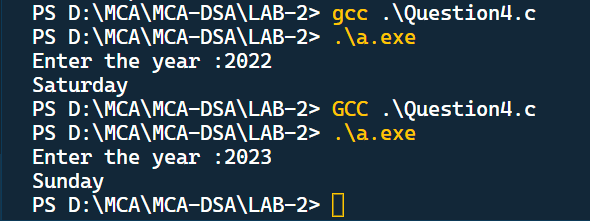 PS D:\MCA\MCA-DSA\LAB-2> gcc .\Question4.c
PS D:\MCA\MCA-DSA\LAB-2> .\a.exe
Enter the year :2022
Saturday
PS D:\MCA\MCA-DSA\LAB-2> GCC .\Question4.c
PS D:\MCA\MCA-DSA\LAB-2> .\a.exe
Enter the year :2023
Sunday
PS D:\MCA\MCA-DSA\LAB-2>